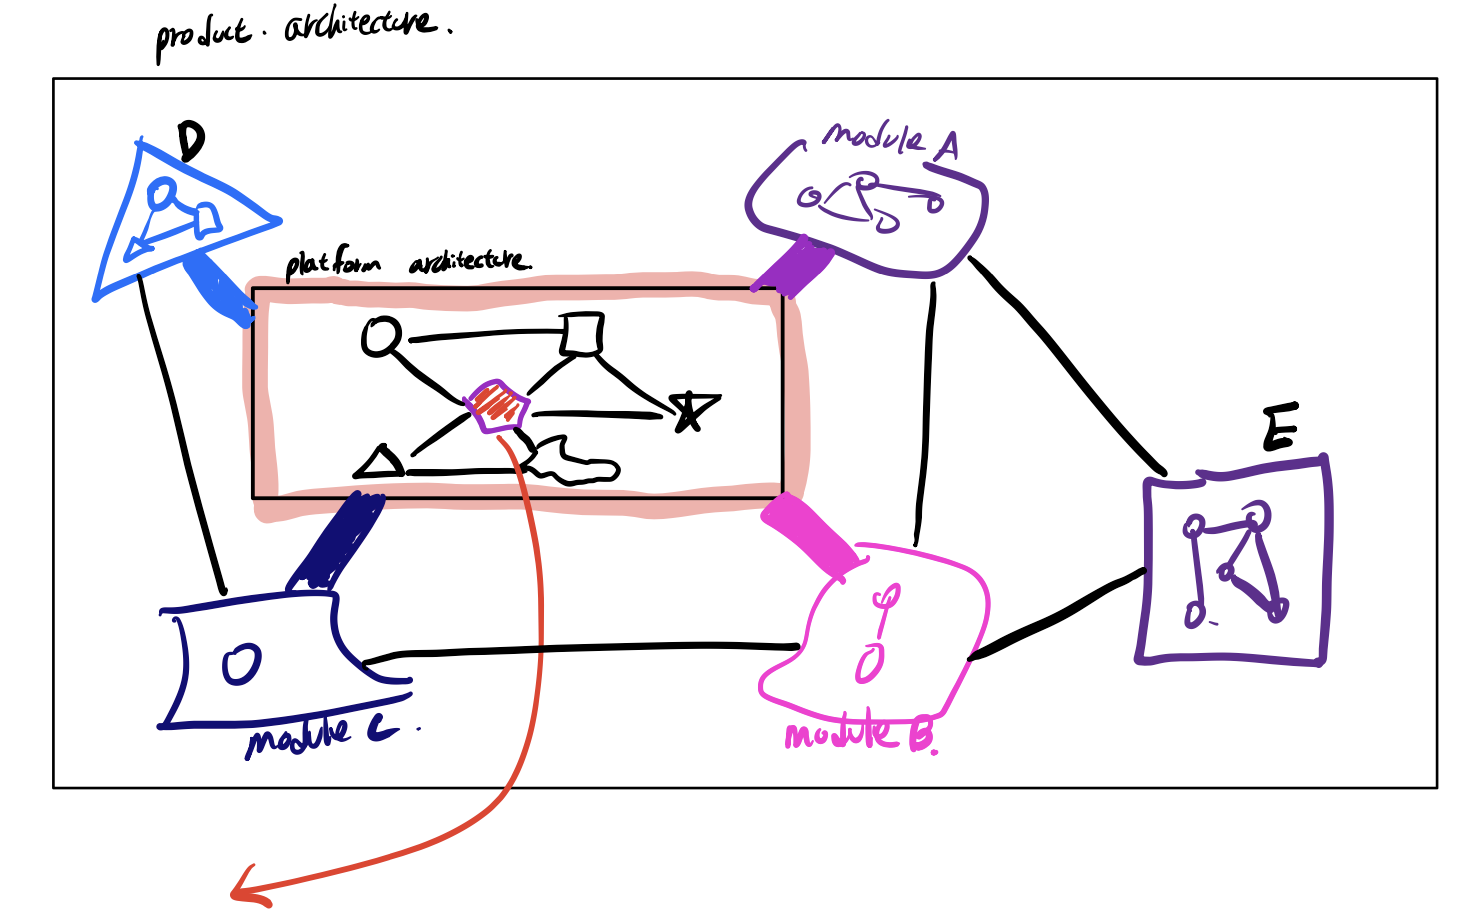 product. architecture.
D
module A
platform architecture.
E
module C.
module B.